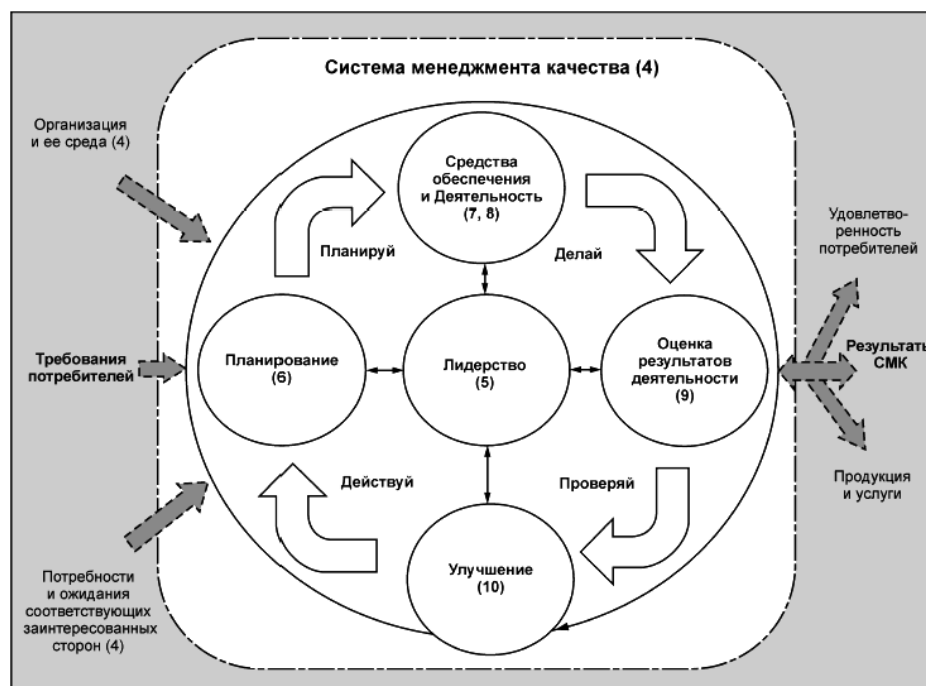 Система менеджмента качества (4)
Организация
и ее среда (4)
Средства
обеспечения
и Деятельность
(7, 8)
Планируй
Делай
Удовлетво-
ренность
потребителей
Требования
потребителей
Планирование
(6)
Лидерство
(5)
Оценка
результатов
деятельности
(9)
Результаты
СМК
Действуй
Проверяй
Продукция
и услуги
Улучшение
(10)
Потребности
и ожидания
соответствующих
заинтересованных
сторон (4)